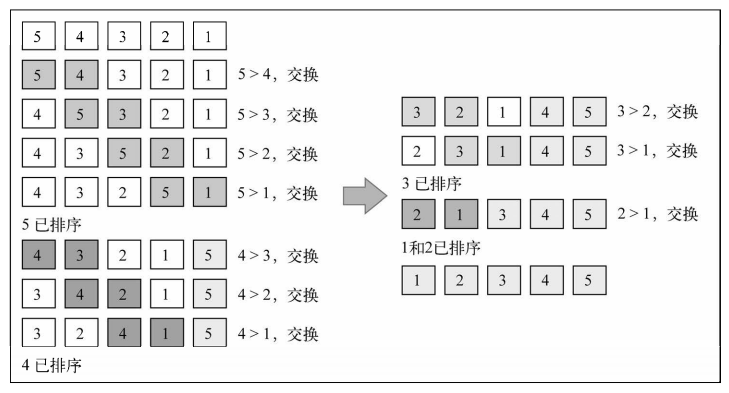 5 4 3 2 1
5 4 3 2 1 5 > 4，交换
4 5 3 2 1 5 > 3，交换
4 3 5 2 1 5 > 2，交换
4 3 2 5 1 5 > 1，交换
5 已排序
4 3 2 1 5 4 > 3，交换
3 4 2 1 5 4 > 2，交换
3 2 4 1 5 4 > 1，交换
4 已排序
3 2 1 4 5 3 > 2，交换
2 3 1 4 5 3 > 1，交换
3 已排序
2 1 3 4 5 2 > 1，交换
1和2已排序
1 2 3 4 5